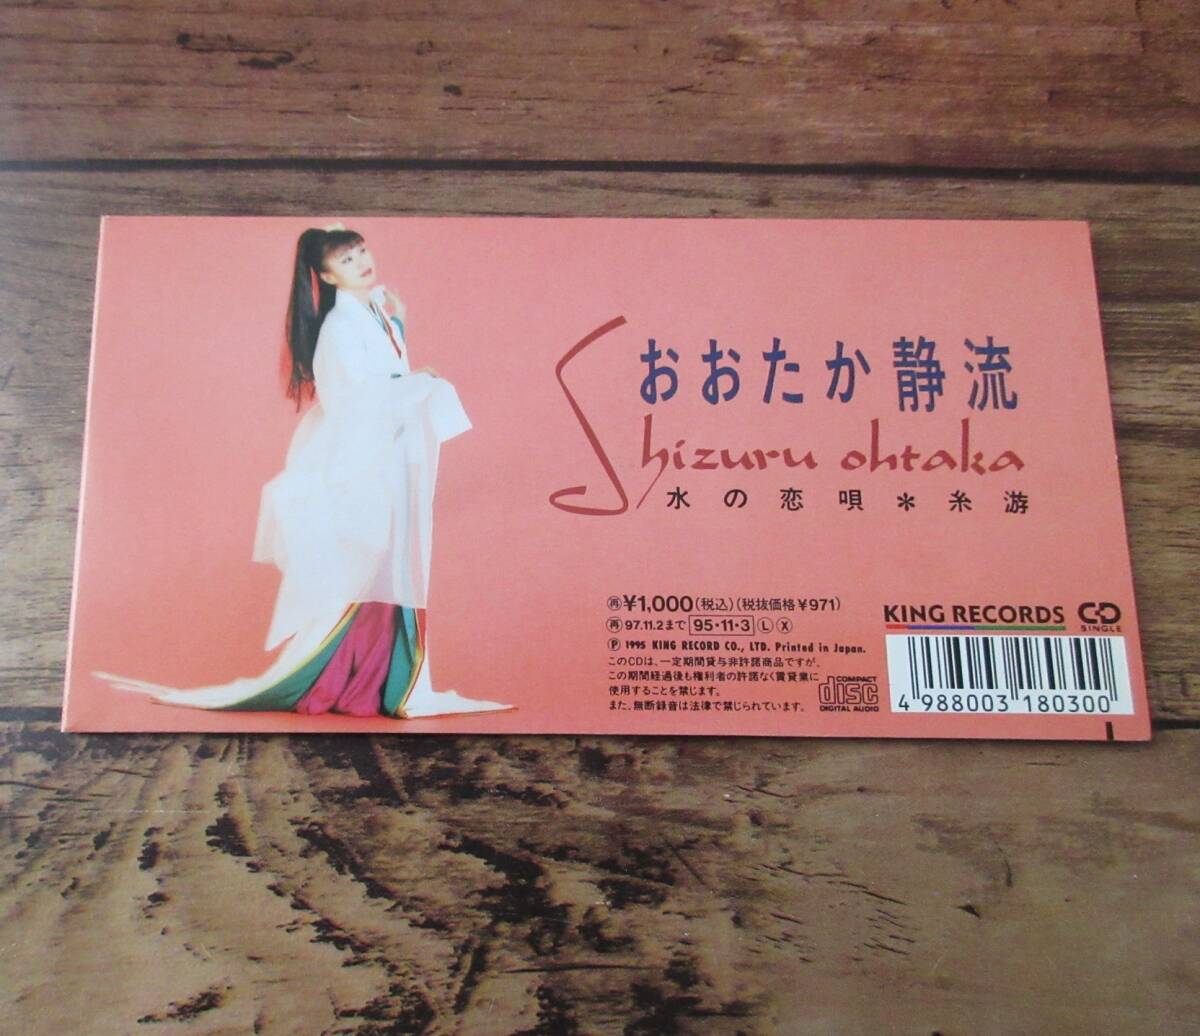 おおたか静流
Shizuru ohtaka
水の恋唄＊糸游
再¥1,000(税込)(税抜価格¥971)
再97.11.2まで 95・11・3 L X
Ⓟ 1995 KING RECORD CO., LTD. Printed in Japan.
このCDは、一定期間貸与非許諾商品ですが、
この期間経過後も権利者の許諾なく賃貸業に
使用することを禁じます。
また、無断録音は法律で禁じられています。
COMPACT
disc
DIGITAL AUDIO
KING RECORDS
CD
SINGLE
4 988003 180300